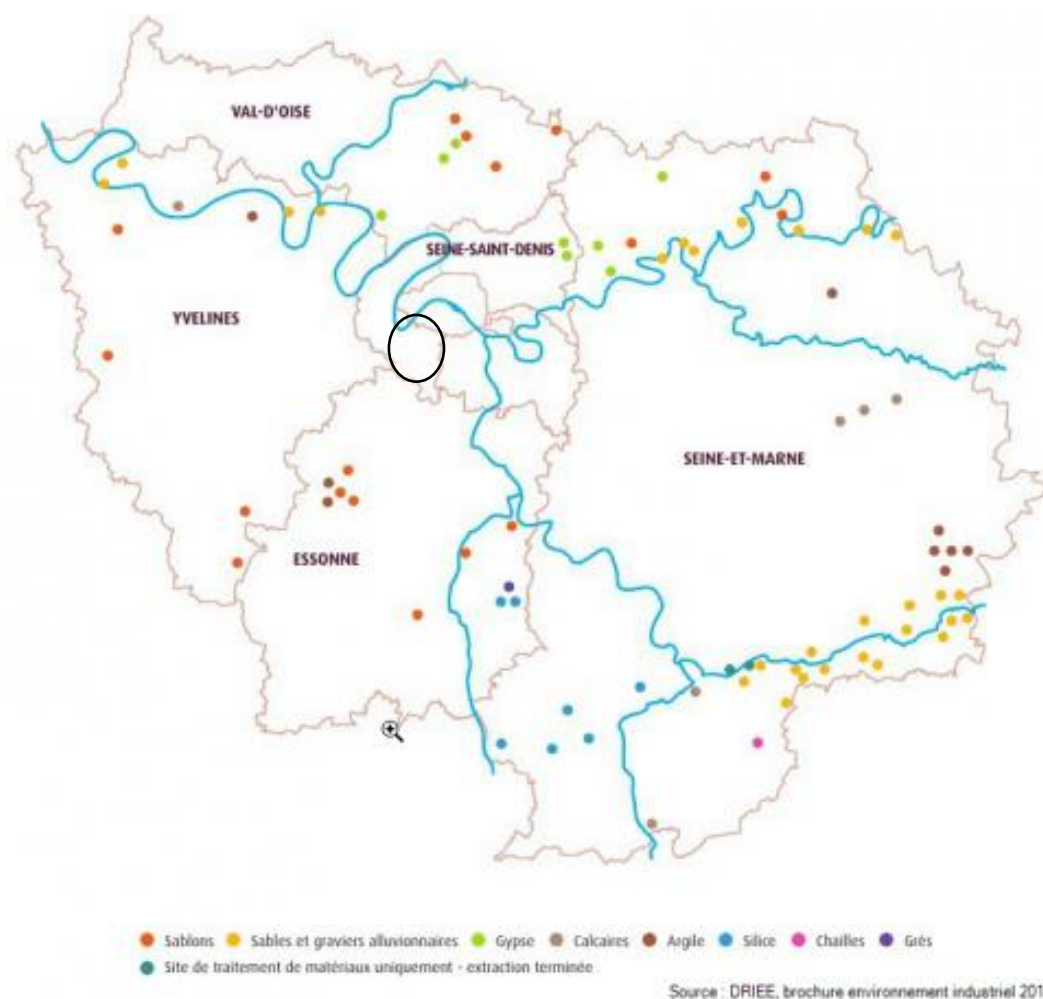 VAL-D'OISE
SEINE-SAINT-DENIS
YVELINES
SEINE-ET-MARNE
ESSONNE
Sablons Sables et graviers alluvionnaires Gypse Calcaires Argile Silice Chailles Grès
Site de traitement de matériaux uniquement - extraction terminée
Source : DRIEE, brochure environnement industriel 201